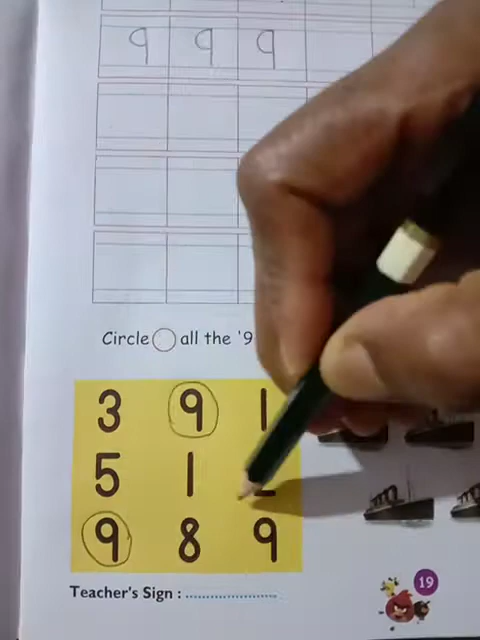 9 9 9
Circle all the '9
3 9 1
5 1
9 8 9
Teacher's Sign : ........................
19